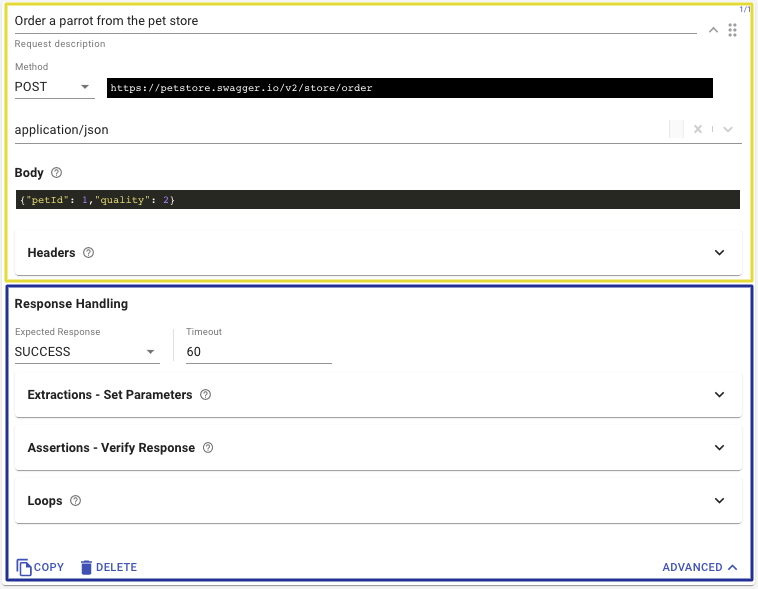 1/1
Order a parrot from the pet store
Request description
Method
POST
https://petstore.swagger.io/v2/store/order
application/json
Body ?
{"petId": 1,"quality": 2}
Headers ?
Response Handling
Expected Response Timeout
SUCCESS 60
Extractions - Set Parameters ?
Assertions - Verify Response ?
Loops ?
COPY DELETE ADVANCED